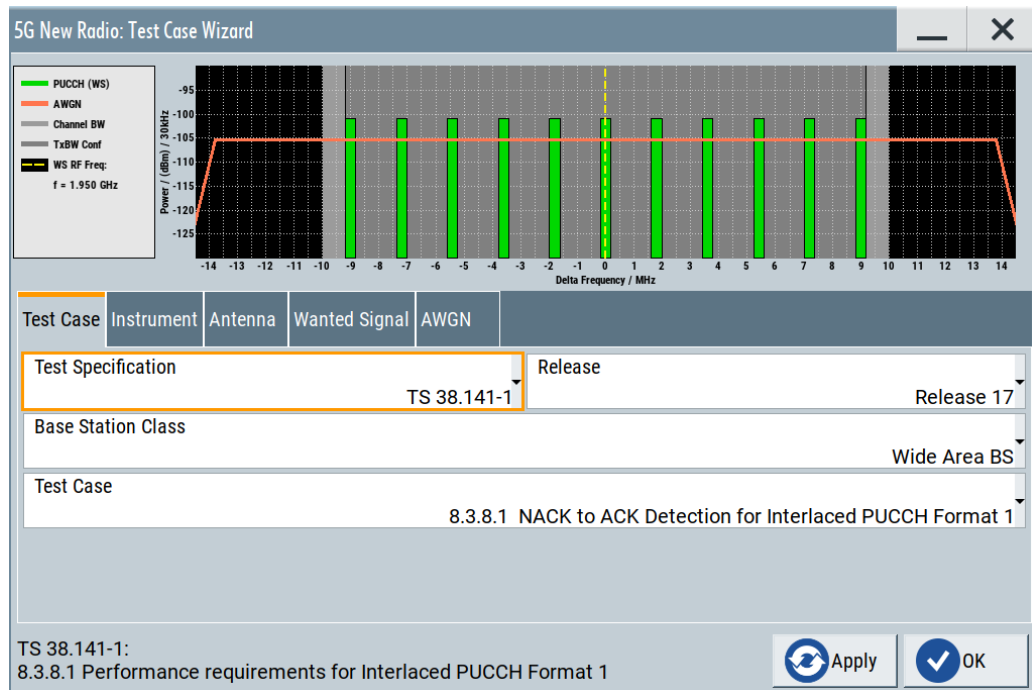 5G New Radio: Test Case Wizard
PUCCH (WS)
AWGN
Channel BW
TxBW Conf
WS RF Freq:
f = 1.950 GHz
Power / (dBm) / 30kHz
-95
-100
-105
-110
-115
-120
-125
-14 -13 -12 -11 -10 -9 -8 -7 -6 -5 -4 -3 -2 -1 0 1 2 3 4 5 6 7 8 9 10 11 12 13 14
Delta Frequency / MHz
Test Case Instrument Antenna Wanted Signal AWGN
Test Specification
TS 38.141-1
Release
Release 17
Base Station Class
Wide Area BS
Test Case
8.3.8.1 NACK to ACK Detection for Interlaced PUCCH Format 1
TS 38.141-1:
8.3.8.1 Performance requirements for Interlaced PUCCH Format 1
Apply
OK